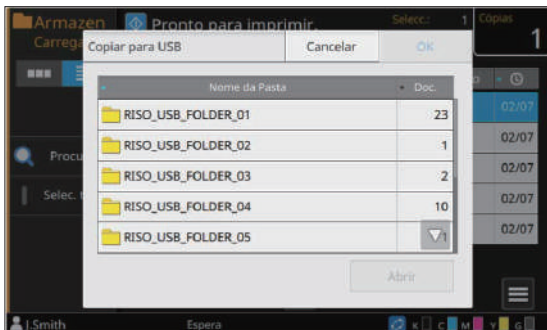 Armazen
Pronto para imprimir.
Selecc.: 1
Cópias
1
Carrega
Copiar para USB
Cancelar
OK
Nome da Pasta
Doc.
RISO_USB_FOLDER_01 23
RISO_USB_FOLDER_02 1
RISO_USB_FOLDER_03 2
RISO_USB_FOLDER_04 10
RISO_USB_FOLDER_05 1
02/07
02/07
02/07
02/07
02/07
Procu
Selec. t
Abrir
J.Smith
Espera
K C M Y G